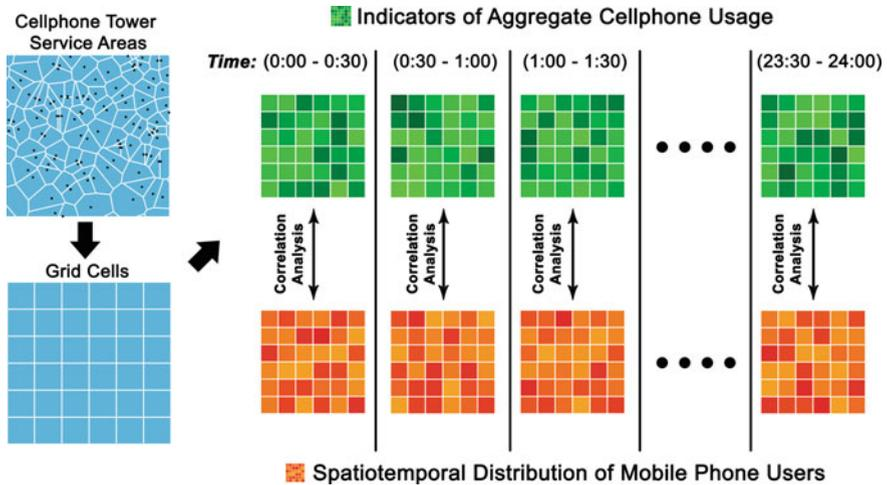 Cellphone Tower
Service Areas
Grid Cells
Indicators of Aggregate Cellphone Usage
Time: (0:00 - 0:30)
(0:30 - 1:00)
(1:00 - 1:30)
(23:30 - 24:00)
Correlation
Analysis
Correlation
Analysis
Correlation
Analysis
Correlation
Analysis
Spatiotemporal Distribution of Mobile Phone Users